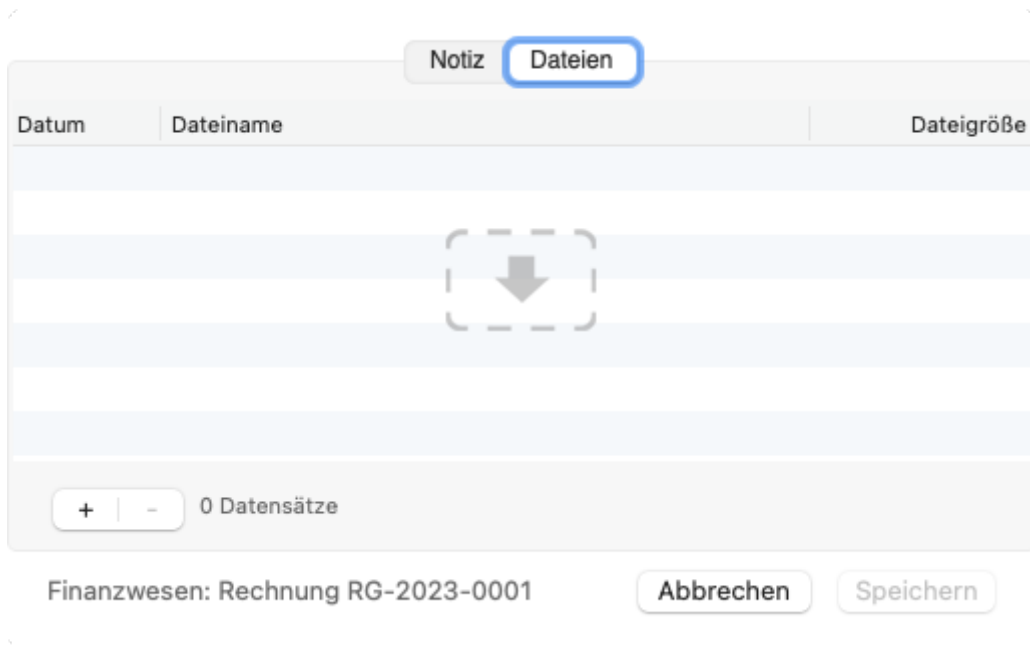 Notiz Dateien
Datum Dateiname Dateigröße
+ - 0 Datensätze
Finanzwesen: Rechnung RG-2023-0001 Abbrechen Speichern